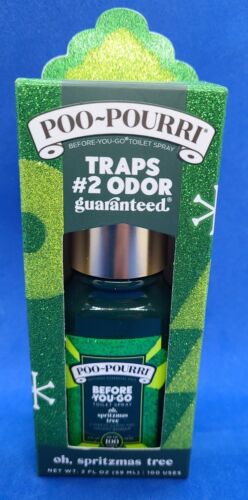 POO~POURRI®
BEFORE-YOU-GO® TOILET SPRAY
TRAPS
#2 ODOR
guaranteed.®
POO~POURRI
BEFORE
·YOU·GO
TOILET SPRAY
oh,
spritzmas
tree
100
oh, spritzmas tree
NET WT. 2 FL OZ (59 ML) | 100 USES